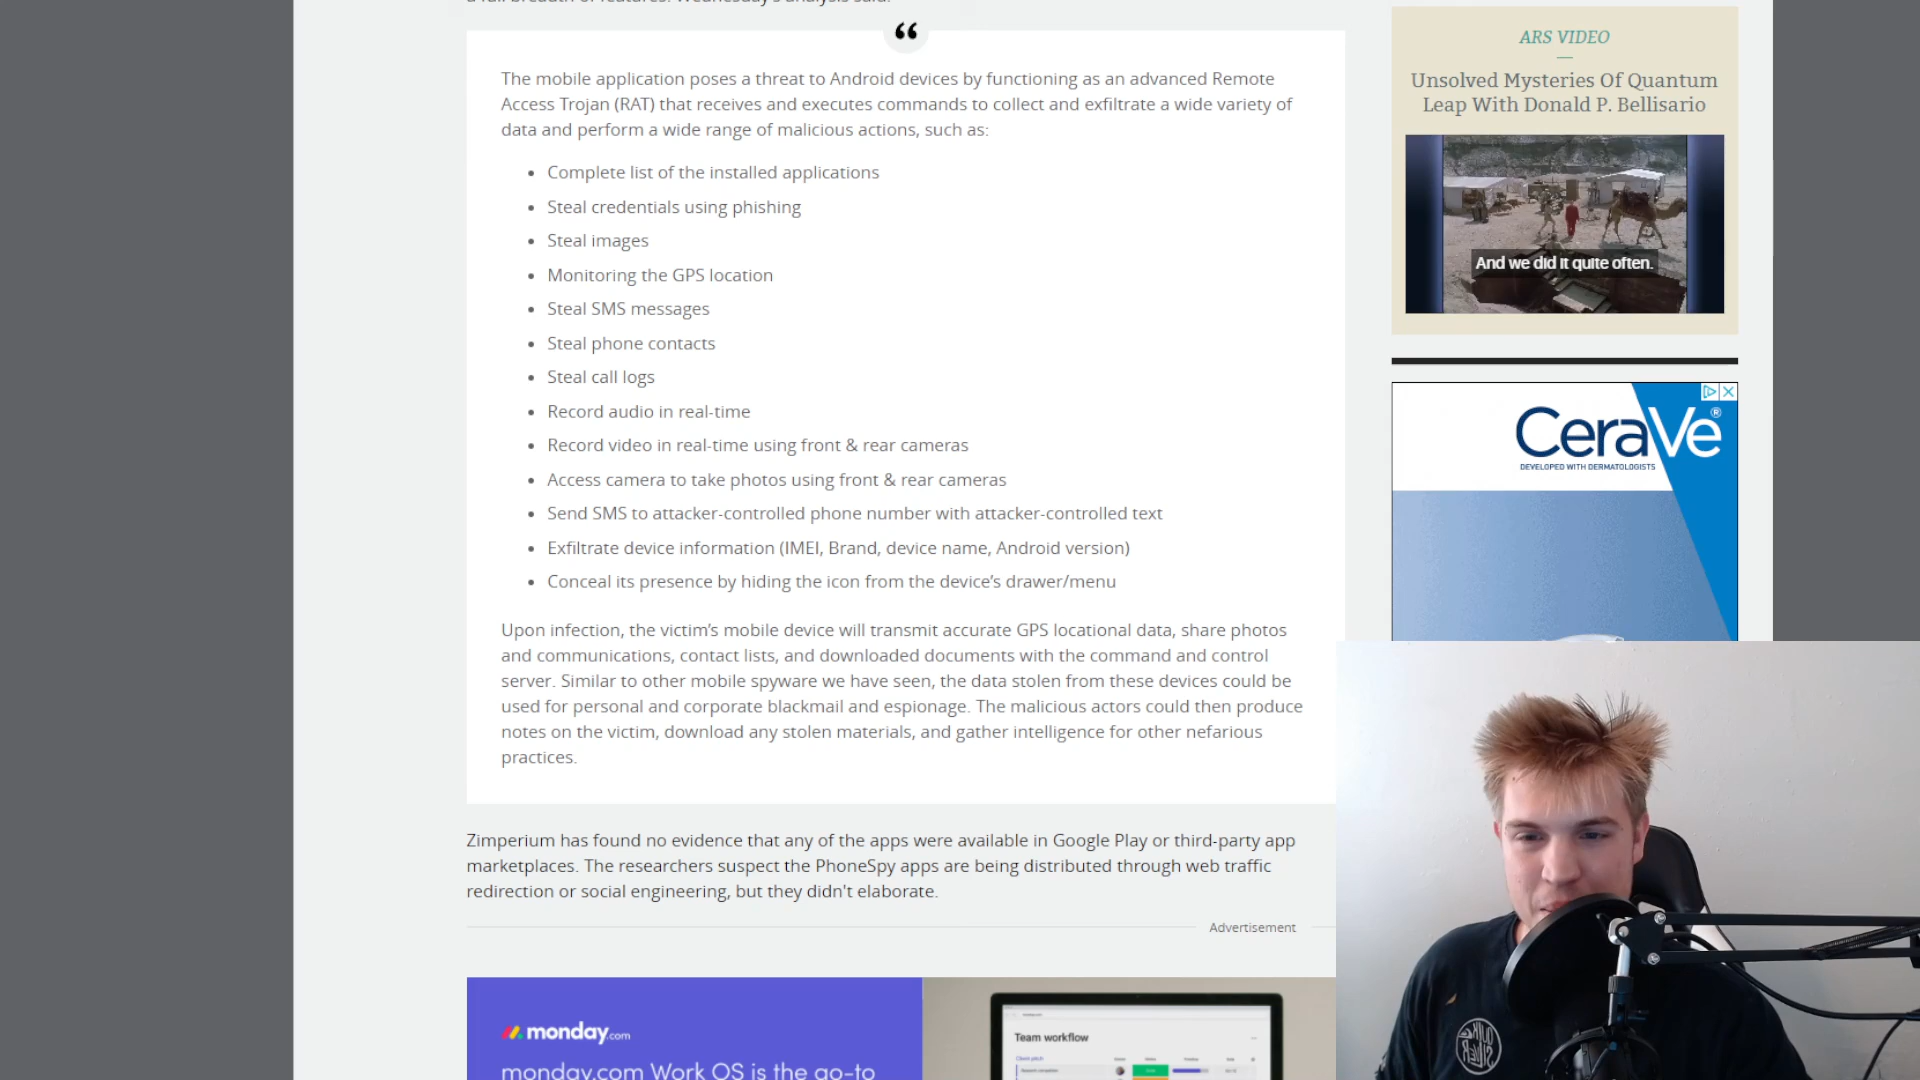 The mobile application poses a threat to Android devices by functioning as an advanced Remote
Access Trojan (RAT) that receives and executes commands to collect and exfiltrate a wide variety of
data and perform a wide range of malicious actions, such as:
• Complete list of the installed applications
• Steal credentials using phishing
• Steal images
• Monitoring the GPS location
• Steal SMS messages
• Steal phone contacts
• Steal call logs
• Record audio in real-time
• Record video in real-time using front & rear cameras
• Access camera to take photos using front & rear cameras
• Send SMS to attacker-controlled phone number with attacker-controlled text
• Exfiltrate device information (IMEI, Brand, device name, Android version)
• Conceal its presence by hiding the icon from the device's drawer/menu
Upon infection, the victim's mobile device will transmit accurate GPS locational data, share photos
and communications, contact lists, and downloaded documents with the command and control
server. Similar to other mobile spyware we have seen, the data stolen from these devices could be
used for personal and corporate blackmail and espionage. The malicious actors could then produce
notes on the victim, download any stolen materials, and gather intelligence for other nefarious
practices.
Zimperium has found no evidence that any of the apps were available in Google Play or third-party app
marketplaces. The researchers suspect the PhoneSpy apps are being distributed through web traffic
redirection or social engineering, but they didn't elaborate.
Advertisement
monday.com
monday.com Work OS is the go-to
Team workflow
ARS VIDEO
Unsolved Mysteries Of Quantum
Leap With Donald P. Bellisario
And we did it quite often.
CeraVe®
DEVELOPED WITH DERMATOLOGISTS